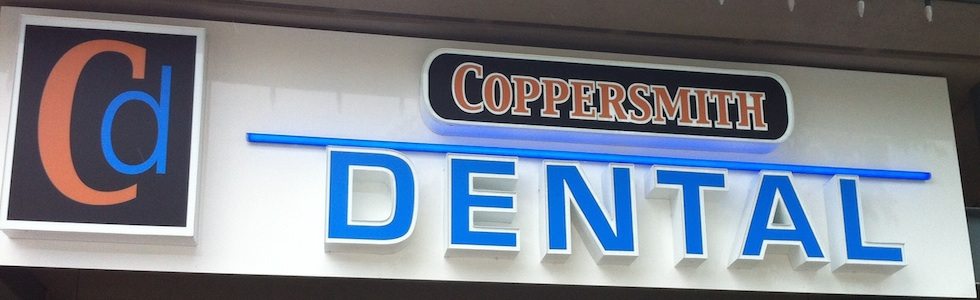 Cd
COPPERSMITH
DENTAL